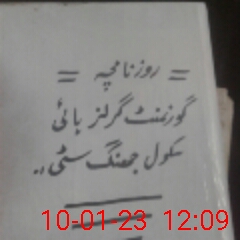 = روزنامچہ =
گورنمنٹ گرلز ہائی
سکول جھنگ سٹی ..
10-01-23 12:09